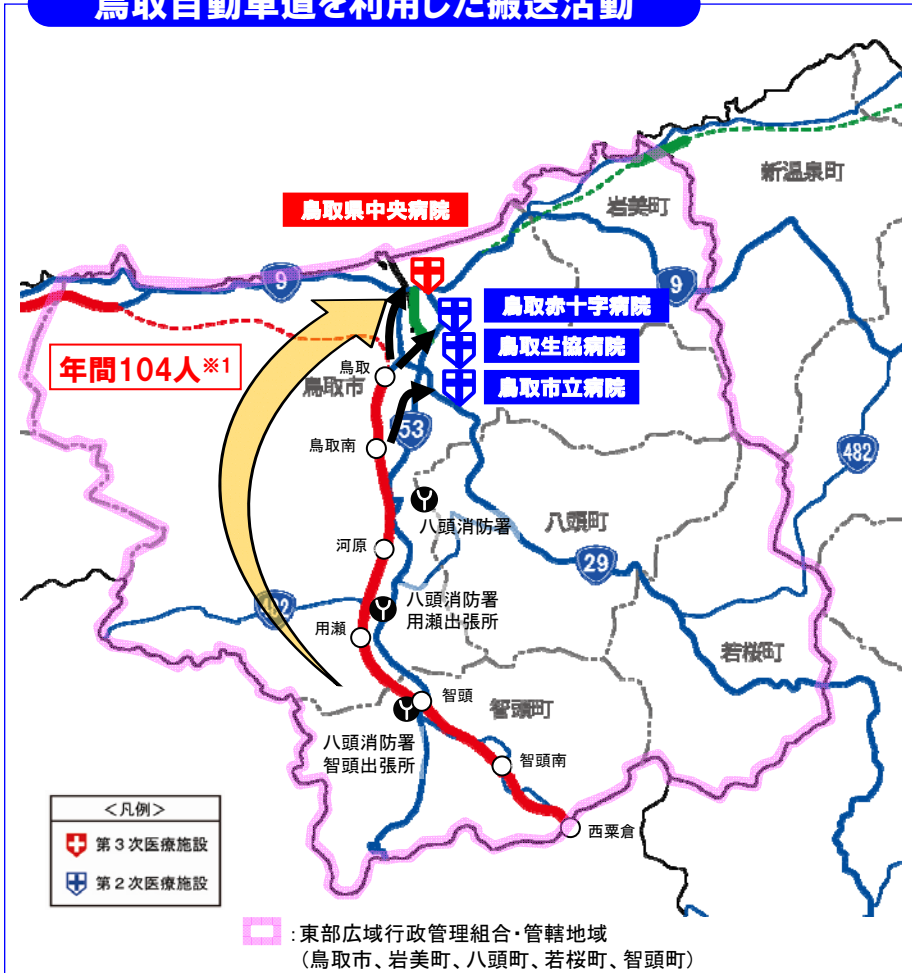 鳥取自動車道を利用した搬送活動
新温泉町
岩美町
鳥取県中央病院
9
9
鳥取赤十字病院
鳥取生協病院
年間104人※1
鳥取
鳥取市
鳥取市立病院
53
鳥取南
482
八頭消防署
八頭町
河原
29
八頭消防署
用瀬出張所
用瀬
若桜町
智頭
智頭町
八頭消防署
智頭出張所
智頭南
西粟倉
＜凡例＞
第３次医療施設
第２次医療施設
：東部広域行政管理組合・管轄地域
（鳥取市、岩美町、八頭町、若桜町、智頭町）